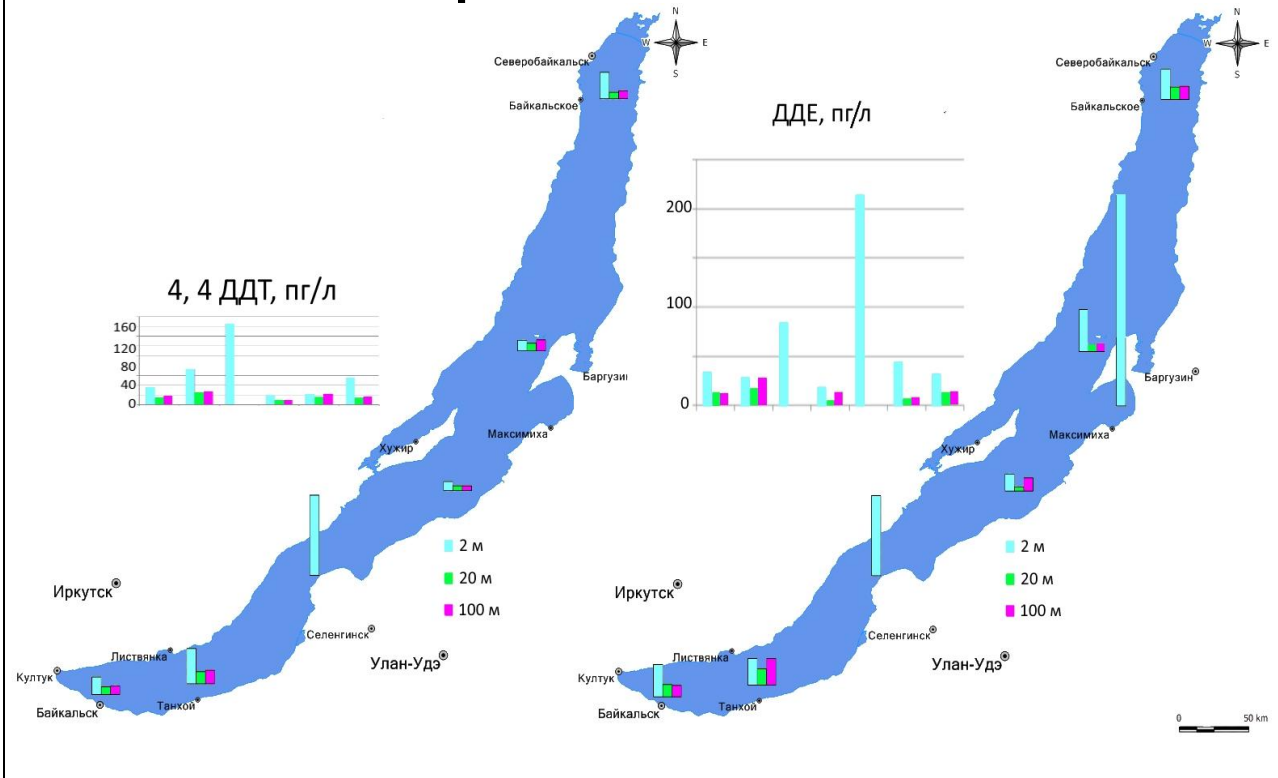 N
W E
S
Северобайкальск
Байкальское
4, 4 ДДТ, пг/л
160
120
80
40
0
Баргузи
Максимиха
Хужир
2 м
20 м
100 м
Иркутск
Селенгинск
Листвянка
Улан-Удэ
Култук
Танхой
Байкальск
N
W E
S
Северобайкальск
Байкальское
ДДЕ, пг/л
200
100
0
Баргузин
Максимиха
Хужир
2 м
20 м
100 м
Иркутск
Селенгинск
Листвянка
Улан-Удэ
Култук
Танхой
Байкальск
0 50 km